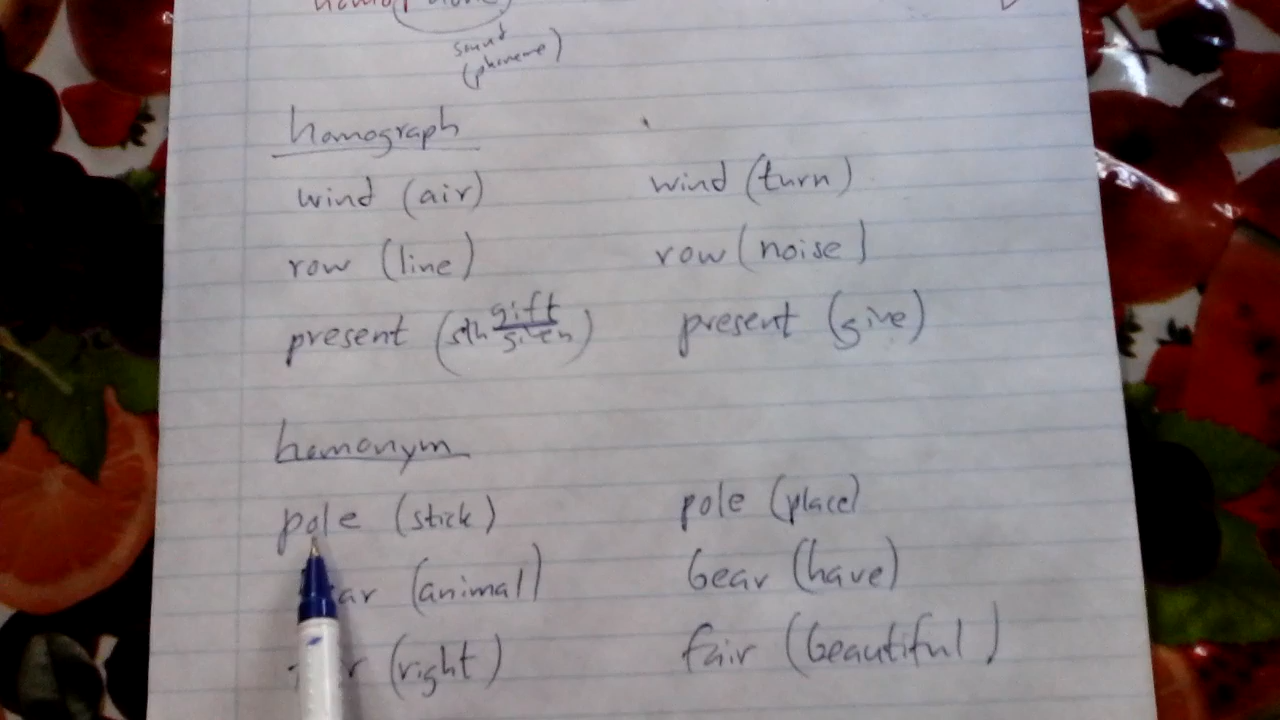 sound
(phoneme)
homograph
wind (air) wind (turn)
row (line) row (noise)
present (sth given gift) present (give)
homonym
pole (stick) pole (place)
(animal) bear (have)
(right) fair (beautiful)